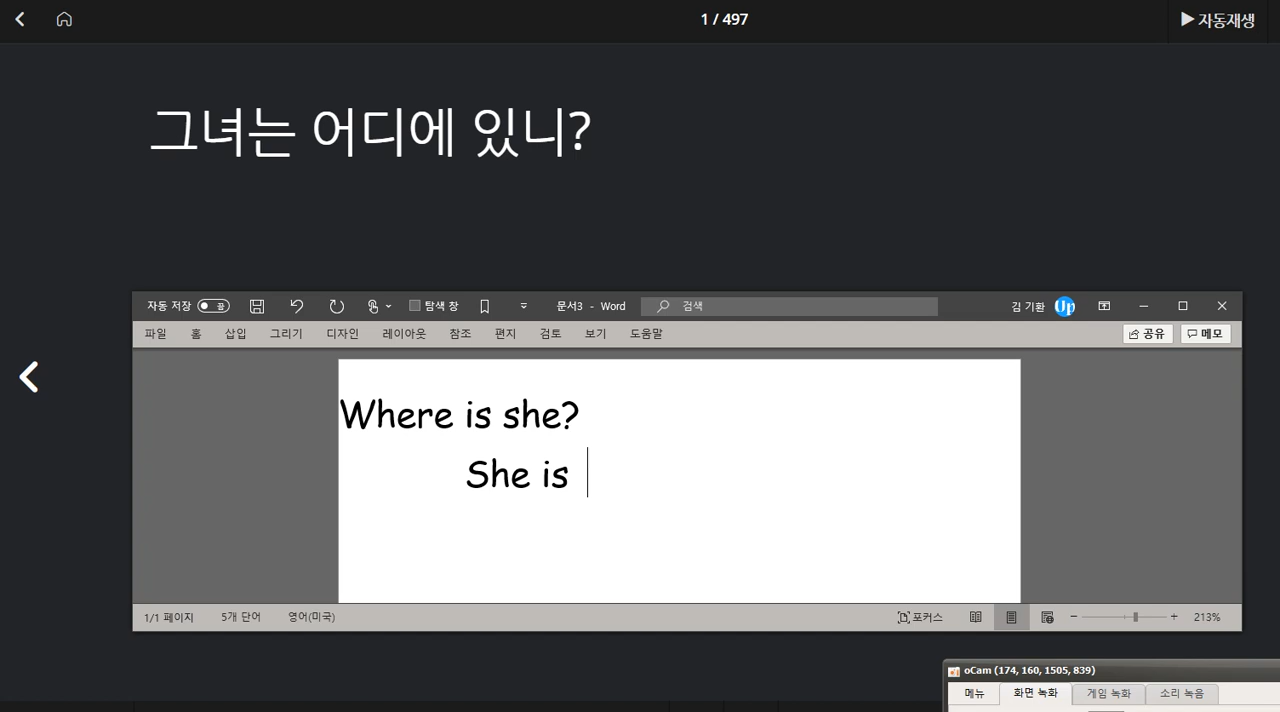 1 / 497
▶자동재생
그녀는 어디에 있니?
자동 저장 끔 탐색 창 문서3 - Word 검색 김 기환 Up
파일 홈 삽입 그리기 디자인 레이아웃 참조 편지 검토 보기 도움말 공유 메모
Where is she?
She is
1/1 페이지 5개 단어 영어(미국) 포커스 213%
oCam (174, 160, 1505, 839)
메뉴 화면 녹화 게임 녹화 소리 녹음